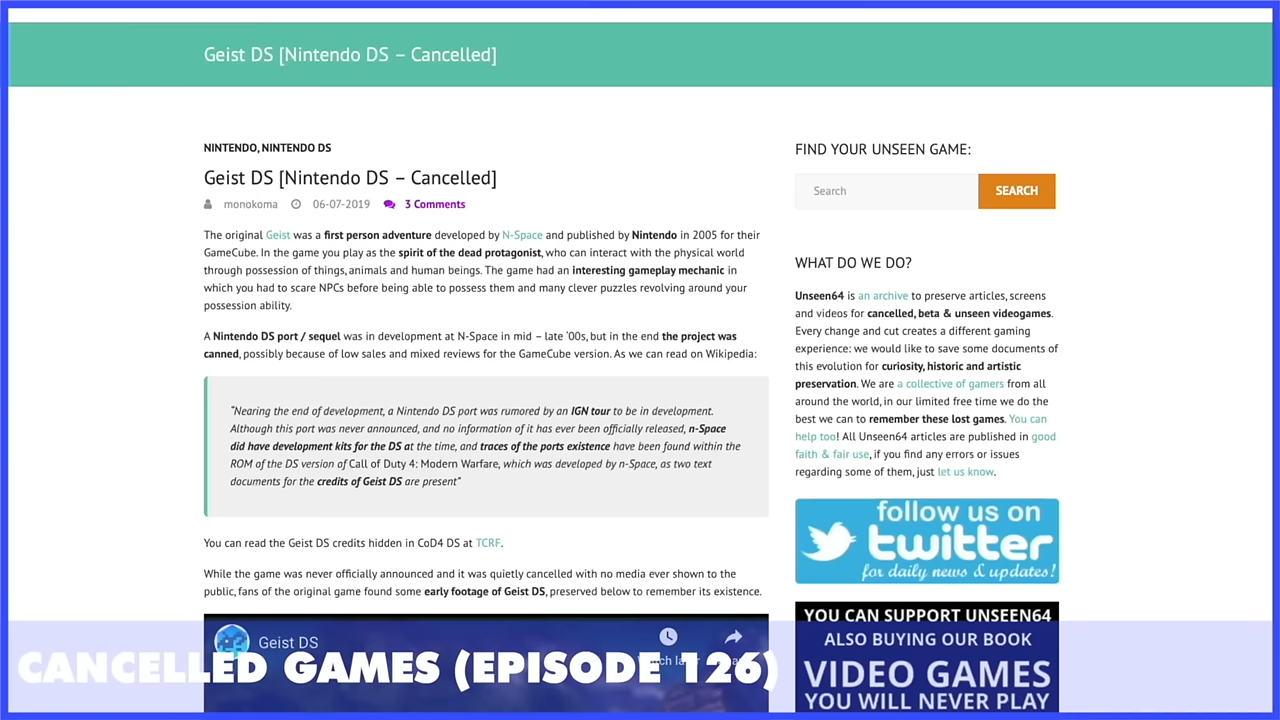 Geist DS [Nintendo DS – Cancelled]
NINTENDO, NINTENDO DS
Geist DS [Nintendo DS – Cancelled]
monokoma 06-07-2019 3 Comments
The original Geist was a first person adventure developed by N-Space and published by Nintendo in 2005 for their
GameCube. In the game you play as the spirit of the dead protagonist, who can interact with the physical world
through possession of things, animals and human beings. The game had an interesting gameplay mechanic in
which you had to scare NPCs before being able to possess them and many clever puzzles revolving around your
possession ability.
A Nintendo DS port / sequel was in development at N-Space in mid – late ‘00s, but in the end the project was
canned, possibly because of low sales and mixed reviews for the GameCube version. As we can read on Wikipedia:
“Nearing the end of development, a Nintendo DS port was rumored by an IGN tour to be in development.
Although this port was never announced, and no information of it has ever been officially released, n-Space
did have development kits for the DS at the time, and traces of the ports existence have been found within the
ROM of the DS version of Call of Duty 4: Modern Warfare, which was developed by n-Space, as two text
documents for the credits of Geist DS are present”
You can read the Geist DS credits hidden in CoD4 DS at TCRF.
While the game was never officially announced and it was quietly cancelled with no media ever shown to the
public, fans of the original game found some early footage of Geist DS, preserved below to remember its existence.
Geist DS
FIND YOUR UNSEEN GAME:
Search SEARCH
WHAT DO WE DO?
Unseen64 is an archive to preserve articles, screens
and videos for cancelled, beta & unseen videogames.
Every change and cut creates a different gaming
experience: we would like to save some documents of
this evolution for curiosity, historic and artistic
preservation. We are a collective of gamers from all
around the world, in our limited free time we do the
best we can to remember these lost games. You can
help too! All Unseen64 articles are published in good
faith & fair use, if you find any errors or issues
regarding some of them, just let us know.
follow us on
twitter
for daily news & updates!
YOU CAN SUPPORT UNSEEN64
ALSO BUYING OUR BOOK
VIDEO GAMES
YOU WILL NEVER PLAY
CANCELLED GAMES (EPISODE 126)